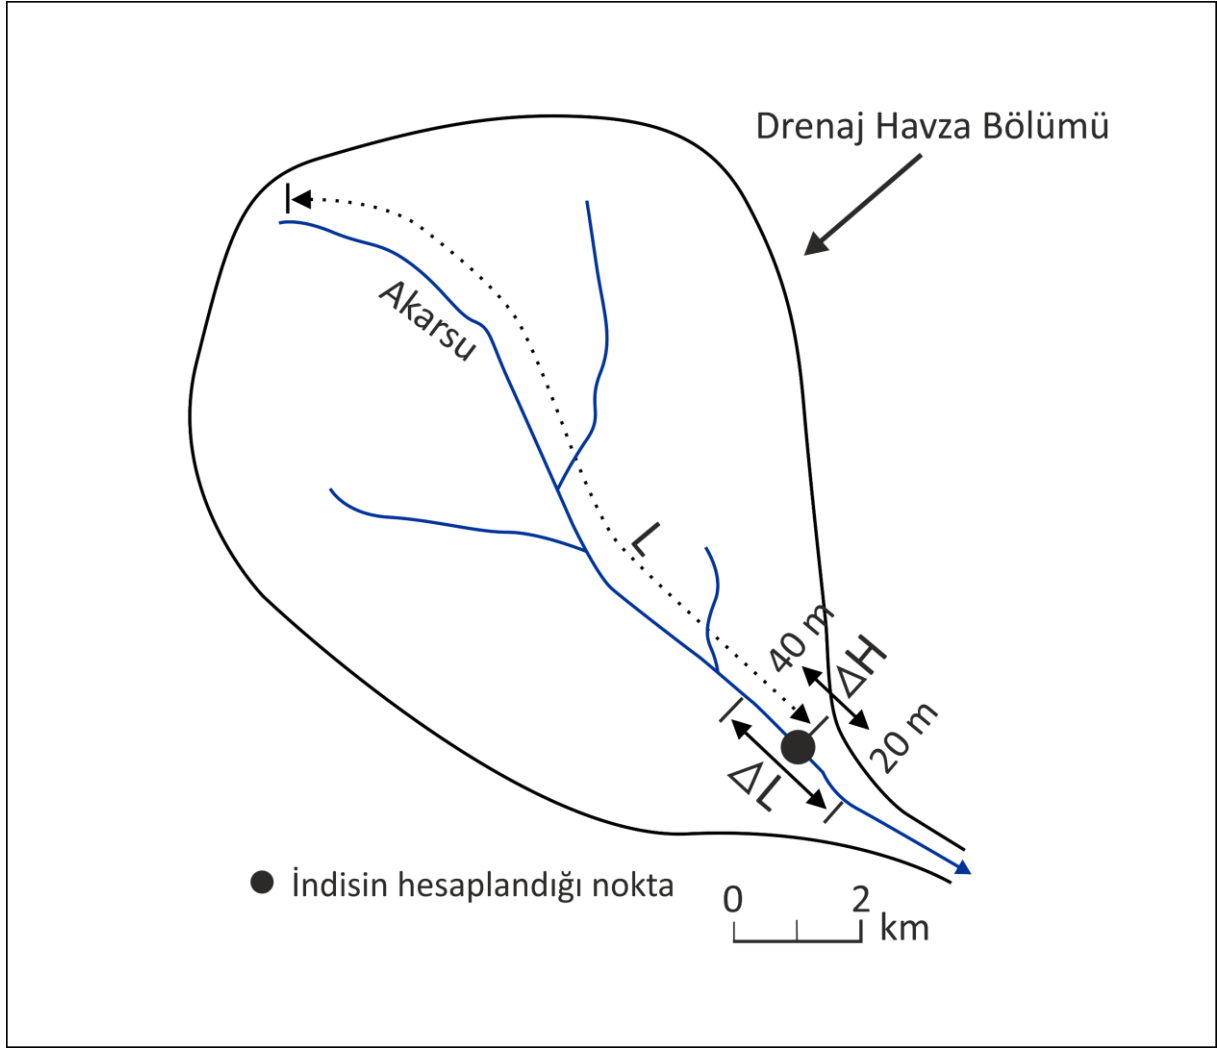 Drenaj Havza Bölümü
Akarsu
L
40 m
ΔH
20 m
ΔL
İndisin hesaplandığı nokta
0 2
km